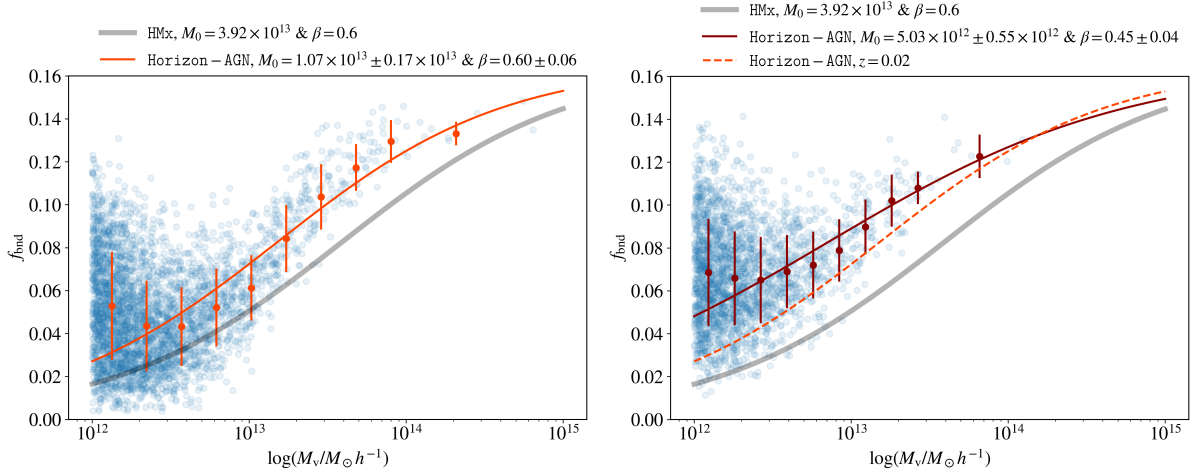 HMx, M₀ = 3.92 × 10¹³ & β = 0.6
Horizon−AGN, M₀ = 1.07 × 10¹³ ± 0.17 × 10¹³ & β = 0.60 ± 0.06
0.16
0.14
0.12
0.10
0.08
0.06
0.04
0.02
0.00
f_bnd
10¹² 10¹³ 10¹⁴ 10¹⁵
log(M_v/M_⊙ h⁻¹)
HMx, M₀ = 3.92 × 10¹³ & β = 0.6
Horizon−AGN, M₀ = 5.03 × 10¹² ± 0.55 × 10¹² & β = 0.45 ± 0.04
Horizon−AGN, z = 0.02
0.16
0.14
0.12
0.10
0.08
0.06
0.04
0.02
0.00
f_bnd
10¹² 10¹³ 10¹⁴ 10¹⁵
log(M_v/M_⊙ h⁻¹)